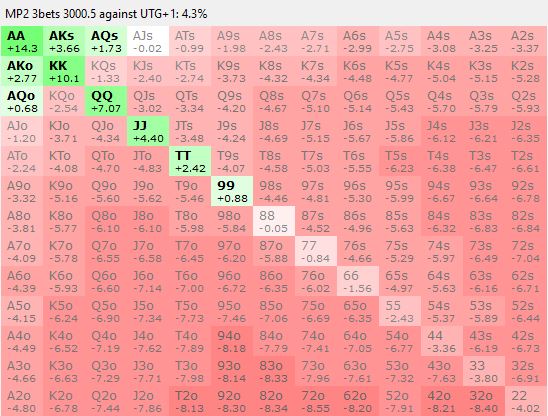 MP2 3bets 3000.5 against UTG+1: 4.3%
AA AKs AQs AJs ATs A9s A8s A7s A6s A5s A4s A3s A2s
+14.3 +3.66 +1.73 -0.02 -0.99 -1.98 -2.43 -2.71 -2.99 -2.75 -3.08 -3.25 -3.37
AKo KK KQs KJs KTs K9s K8s K7s K6s K5s K4s K3s K2s
+2.77 +10.1 -1.33 -2.40 -2.74 -3.73 -4.32 -4.34 -4.48 -4.77 -5.04 -5.15 -5.28
AQo KQo QQ QJs QTs Q9s Q8s Q7s Q6s Q5s Q4s Q3s Q2s
+0.68 -2.54 +7.07 -3.02 -3.34 -4.20 -4.67 -5.10 -5.14 -5.43 -5.70 -5.79 -5.93
AJo KJo QJo JJ JTs J9s J8s J7s J6s J5s J4s J3s J2s
-1.20 -3.71 -4.34 +4.40 -3.48 -4.24 -4.69 -5.15 -5.67 -5.86 -6.12 -6.21 -6.35
ATo KTo QTo JTo TT T9s T8s T7s T6s T5s T4s T3s T2s
-2.24 -4.08 -4.70 -4.83 +2.42 -4.07 -4.58 -5.03 -5.55 -6.23 -6.38 -6.47 -6.61
A9o K9o Q9o J9o T9o 99 98s 97s 96s 95s 94s 93s 92s
-3.32 -5.16 -5.60 -5.62 -5.46 +0.88 -4.46 -4.81 -5.30 -5.99 -6.67 -6.64 -6.78
A8o K8o Q8o J8o T8o 98o 88 87s 86s 85s 84s 83s 82s
-3.81 -5.77 -6.10 -6.10 -5.98 -5.84 -0.05 -4.52 -4.96 -5.63 -6.32 -6.83 -6.84
A7o K7o Q7o J7o T7o 97o 87o 77 76s 75s 74s 73s 72s
-4.09 -5.78 -6.55 -6.58 -6.45 -6.20 -5.88 -0.84 -4.66 -5.29 -5.97 -6.49 -7.04
A6o K6o Q6o J6o T6o 96o 86o 76o 66 65s 64s 63s 62s
-4.39 -5.93 -6.60 -7.14 -7.00 -6.72 -6.35 -6.02 -1.56 -4.97 -5.63 -6.16 -6.71
A5o K5o Q5o J5o T5o 95o 85o 75o 65o 55 54s 53s 52s
-4.15 -6.24 -6.90 -7.34 -7.73 -7.46 -7.06 -6.69 -6.35 -2.43 -5.37 -5.89 -6.44
A4o K4o Q4o J4o T4o 94o 84o 74o 64o 54o 44 43s 42s
-4.49 -6.52 -7.19 -7.62 -7.89 -8.18 -7.79 -7.41 -7.05 -6.77 -3.36 -6.19 -6.73
A3o K3o Q3o J3o T3o 93o 83o 73o 63o 53o 43o 33 32s
-4.66 -6.63 -7.29 -7.71 -7.98 -8.14 -8.33 -7.96 -7.61 -7.32 -7.63 -3.80 -6.91
A2o K2o Q2o J2o T2o 92o 82o 72o 62o 52o 42o 32o 22
-4.80 -6.78 -7.44 -7.86 -8.13 -8.30 -8.34 -8.55 -8.20 -7.91 -8.21 -8.40 -4.02